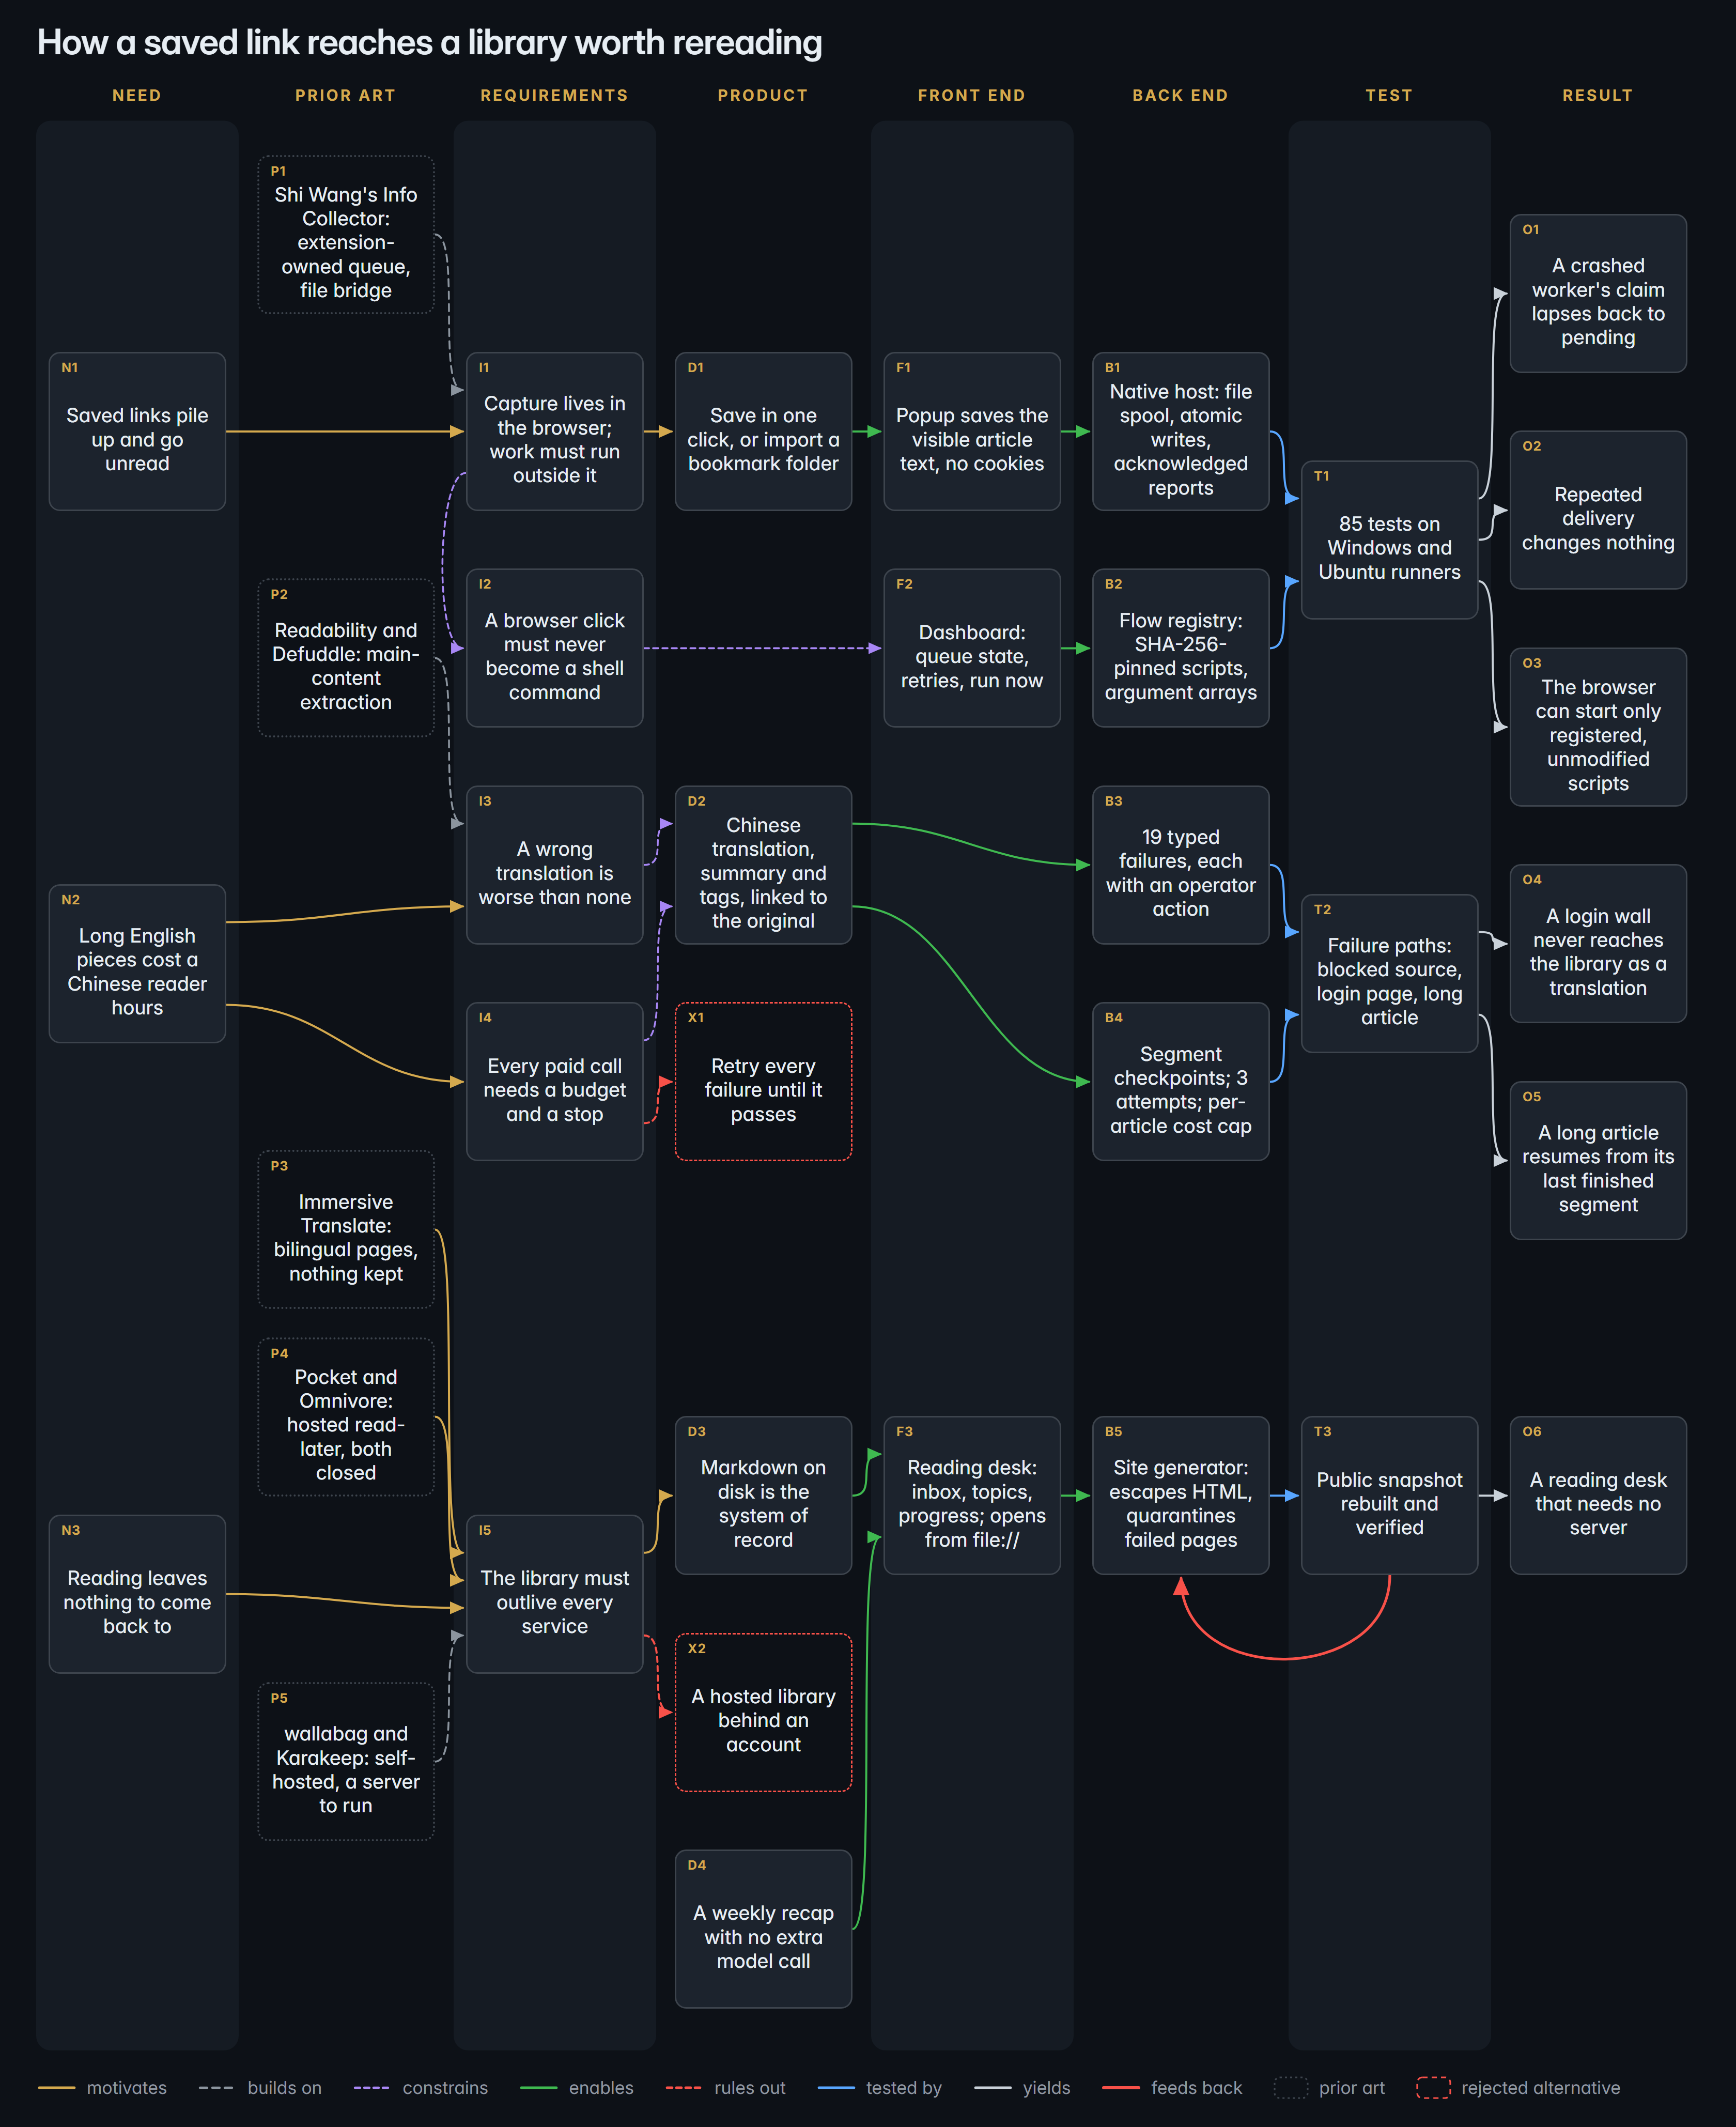 How a saved link reaches a library worth rereading
NEED
PRIOR ART
REQUIREMENTS
PRODUCT
FRONT END
BACK END
TEST
RESULT
N1
Saved links pile
up and go
unread
N2
Long English
pieces cost a
Chinese reader
hours
N3
Reading leaves
nothing to come
back to
P1
Shi Wang's Info
Collector:
extension-
owned queue,
file bridge
P2
Readability and
Defuddle: main-
content
extraction
P3
Immersive
Translate:
bilingual pages,
nothing kept
P4
Pocket and
Omnivore:
hosted read-
later, both
closed
P5
wallabag and
Karakeep: self-
hosted, a server
to run
I1
Capture lives in
the browser;
work must run
outside it
I2
A browser click
must never
become a shell
command
I3
A wrong
translation is
worse than none
I4
Every paid call
needs a budget
and a stop
I5
The library must
outlive every
service
D1
Save in one
click, or import a
bookmark folder
D2
Chinese
translation,
summary and
tags, linked to
the original
X1
Retry every
failure until it
passes
D3
Markdown on
disk is the
system of
record
X2
A hosted library
behind an
account
D4
A weekly recap
with no extra
model call
F1
Popup saves the
visible article
text, no cookies
F2
Dashboard:
queue state,
retries, run now
F3
Reading desk:
inbox, topics,
progress; opens
from file://
B1
Native host: file
spool, atomic
writes,
acknowledged
reports
B2
Flow registry:
SHA-256-
pinned scripts,
argument arrays
B3
19 typed
failures, each
with an operator
action
B4
Segment
checkpoints; 3
attempts; per-
article cost cap
B5
Site generator:
escapes HTML,
quarantines
failed pages
T1
85 tests on
Windows and
Ubuntu runners
T2
Failure paths:
blocked source,
login page, long
article
T3
Public snapshot
rebuilt and
verified
O1
A crashed
worker's claim
lapses back to
pending
O2
Repeated
delivery
changes nothing
O3
The browser
can start only
registered,
unmodified
scripts
O4
A login wall
never reaches
the library as a
translation
O5
A long article
resumes from its
last finished
segment
O6
A reading desk
that needs no
server
motivates
builds on
constrains
enables
rules out
tested by
yields
feeds back
prior art
rejected alternative